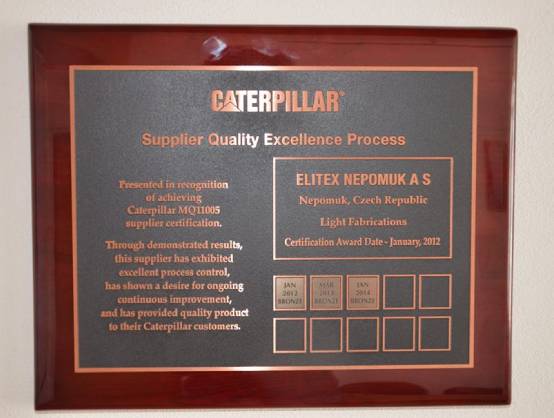 CATERPILLAR®
Supplier Quality Excellence Process
Presented in recognition
of achieving
Caterpillar MQ11005
supplier certification.
Through demonstrated results,
this supplier has exhibited
excellent process control,
has shown a desire for ongoing
continuous improvement,
and has provided quality product
to their Caterpillar customers.
ELITEX NEPOMUK A S
Nepomuk, Czech Republic
Light Fabrications
Certification Award Date - January, 2012
JAN
2012
BRONZE
MAR
2013
BRONZE
JAN
2014
BRONZE